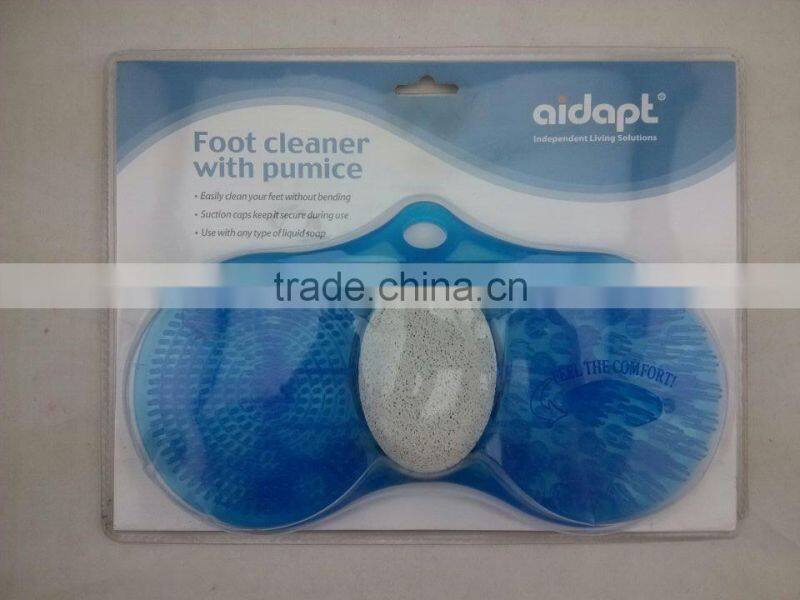 aidapt®
Independent Living Solutions
Foot cleaner
with pumice
• Easily clean your feet without bending
• Suction caps keep it secure during use
• Use with any type of liquid soap
trade.china.cn
FEEL THE COMFORT!